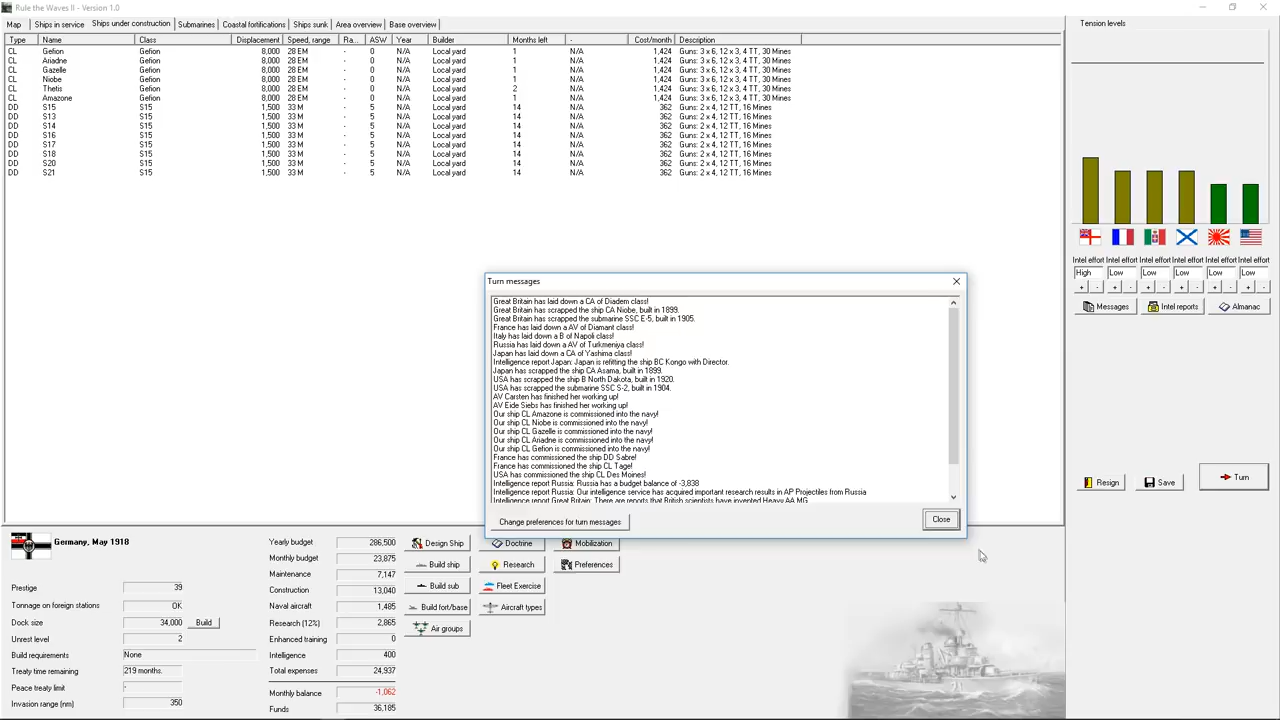 Rule the Waves II - Version 1.0
Map Ships in service Ships under construction Submarines Coastal fortifications Ships sunk Area overview Base overview
Type Name Class Displacement Speed, range Ra... ASW Year Builder Months left - Cost/month Description
CL Gefion Gefion 8,000 28 EM - 0 N/A Local yard 1 N/A 1,424 Guns: 3 x 6, 12 x 3, 4 TT, 30 Mines
CL Ariadne Gefion 8,000 28 EM - 0 N/A Local yard 1 N/A 1,424 Guns: 3 x 6, 12 x 3, 4 TT, 30 Mines
CL Gazelle Gefion 8,000 28 EM - 0 N/A Local yard 1 N/A 1,424 Guns: 3 x 6, 12 x 3, 4 TT, 30 Mines
CL Niobe Gefion 8,000 28 EM - 0 N/A Local yard 1 N/A 1,424 Guns: 3 x 6, 12 x 3, 4 TT, 30 Mines
CL Thetis Gefion 8,000 28 EM - 0 N/A Local yard 2 N/A 1,424 Guns: 3 x 6, 12 x 3, 4 TT, 30 Mines
CL Amazone Gefion 8,000 28 EM - 0 N/A Local yard 1 N/A 1,424 Guns: 3 x 6, 12 x 3, 4 TT, 30 Mines
DD S15 S15 1,500 33 M - 5 N/A Local yard 14 N/A 362 Guns: 2 x 4, 12 TT, 16 Mines
DD S13 S15 1,500 33 M - 5 N/A Local yard 14 N/A 362 Guns: 2 x 4, 12 TT, 16 Mines
DD S14 S15 1,500 33 M - 5 N/A Local yard 14 N/A 362 Guns: 2 x 4, 12 TT, 16 Mines
DD S16 S15 1,500 33 M - 5 N/A Local yard 14 N/A 362 Guns: 2 x 4, 12 TT, 16 Mines
DD S17 S15 1,500 33 M - 5 N/A Local yard 14 N/A 362 Guns: 2 x 4, 12 TT, 16 Mines
DD S18 S15 1,500 33 M - 5 N/A Local yard 14 N/A 362 Guns: 2 x 4, 12 TT, 16 Mines
DD S20 S15 1,500 33 M - 5 N/A Local yard 14 N/A 362 Guns: 2 x 4, 12 TT, 16 Mines
DD S21 S15 1,500 33 M - 5 N/A Local yard 14 N/A 362 Guns: 2 x 4, 12 TT, 16 Mines
Tension levels
Intel effort Intel effort Intel effort Intel effort Intel effort Intel effort
High Low Low Low Low Low
+ - + - + - + - + - + -
Messages Intel reports Almanac
Resign Save Turn
Turn messages
Great Britain has laid down a CA of Diadem class!
Great Britain has scrapped the ship CA Niobe, built in 1899.
Great Britain has scrapped the submarine SSC E-5, built in 1905.
France has laid down a AV of Diamant class!
Italy has laid down a B of Napoli class!
Russia has laid down a AV of Turkmeniya class!
Japan has laid down a CA of Yashima class!
Intelligence report Japan: Japan is refitting the ship BC Kongo with Director.
Japan has scrapped the ship CA Asama, built in 1899.
USA has scrapped the ship B North Dakota, built in 1920.
USA has scrapped the submarine SSC S-2, built in 1904.
AV Carsten has finished her working up!
AV Eide Siebs has finished her working up!
Our ship CL Amazone is commissioned into the navy!
Our ship CL Niobe is commissioned into the navy!
Our ship CL Gazelle is commissioned into the navy!
Our ship CL Ariadne is commissioned into the navy!
Our ship CL Gefion is commissioned into the navy!
France has commissioned the ship DD Sabre!
France has commissioned the ship CL Tage!
USA has commissioned the ship CL Des Moines!
Intelligence report Russia: Russia has a budget balance of -3,838
Intelligence report Russia: Our intelligence service has acquired important research results in AP Projectiles from Russia
Intelligence report Great Britain: There are reports that British scientists have invented Heavy AA MG
Change preferences for turn messages Close
Germany, May 1918
Prestige 39
Tonnage on foreign stations OK
Dock size 34,000 Build
Unrest level 2
Build requirements None
Treaty time remaining 219 months.
Peace treaty limit -
Invasion range (nm) 350
Yearly budget 286,500
Monthly budget 23,875
Maintenance 7,147
Construction 13,040
Naval aircraft 1,485
Research (12%) 2,865
Enhanced training 0
Intelligence 400
Total expenses 24,937
Monthly balance -1,062
Funds 36,185
Design Ship Doctrine Mobilization
Build ship Research Preferences
Build sub Fleet Exercise
Build fort/base Aircraft types
Air groups